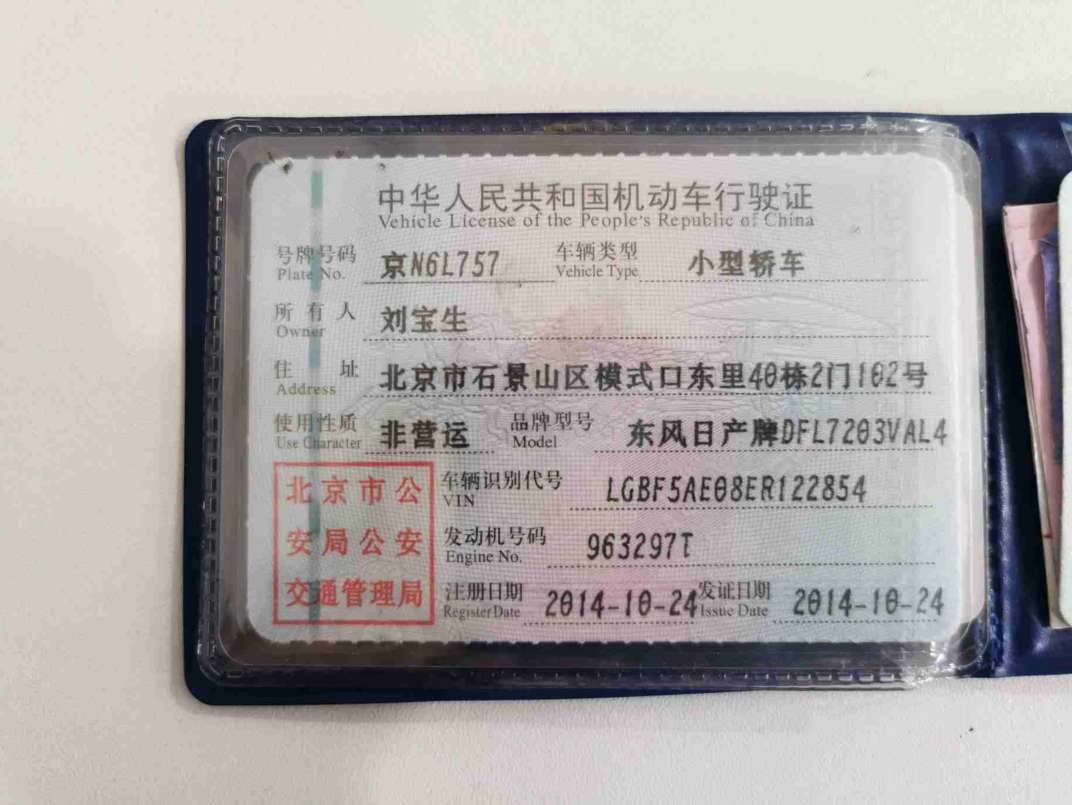 中华人民共和国机动车行驶证
Vehicle License of the People's Republic of China
号牌号码 京N6L757 车辆类型 小型轿车
Plate No. Vehicle Type
所有人 刘宝生
Owner
住址 北京市石景山区模式口东里40栋2门102号
Address
使用性质 非营运 品牌型号 东风日产牌DFL7203VAL4
Use Character Model
北京市公 车辆识别代号 LGBF5AE08ER122854
VIN
安局公安 发动机号码 963297T
Engine No.
交通管理局 注册日期 2014-10-24 发证日期 2014-10-24
Register Date Issue Date